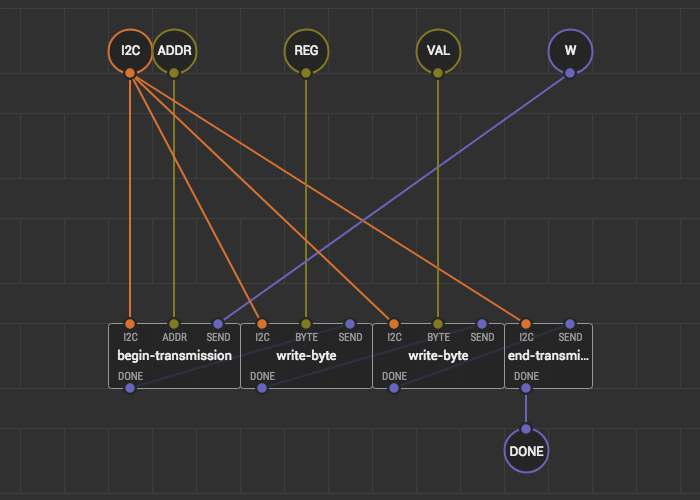 I2C ADDR REG VAL W
I2C ADDR SEND I2C BYTE SEND I2C BYTE SEND I2C SEND
begin-transmission write-byte write-byte end-transmi...
DONE DONE DONE DONE
DONE